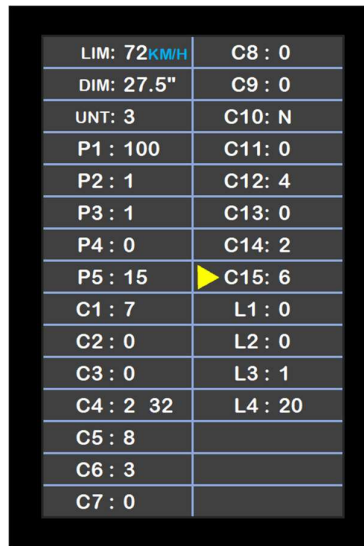 LIM: 72KM/H
DIM: 27.5"
UNT: 3
P1 : 100
P2 : 1
P3 : 1
P4 : 0
P5 : 15
C1 : 7
C2 : 0
C3 : 0
C4 : 2 32
C5 : 8
C6 : 3
C7 : 0
C8 : 0
C9 : 0
C10: N
C11: 0
C12: 4
C13: 0
C14: 2
C15: 6
L1 : 0
L2 : 0
L3 : 1
L4 : 20